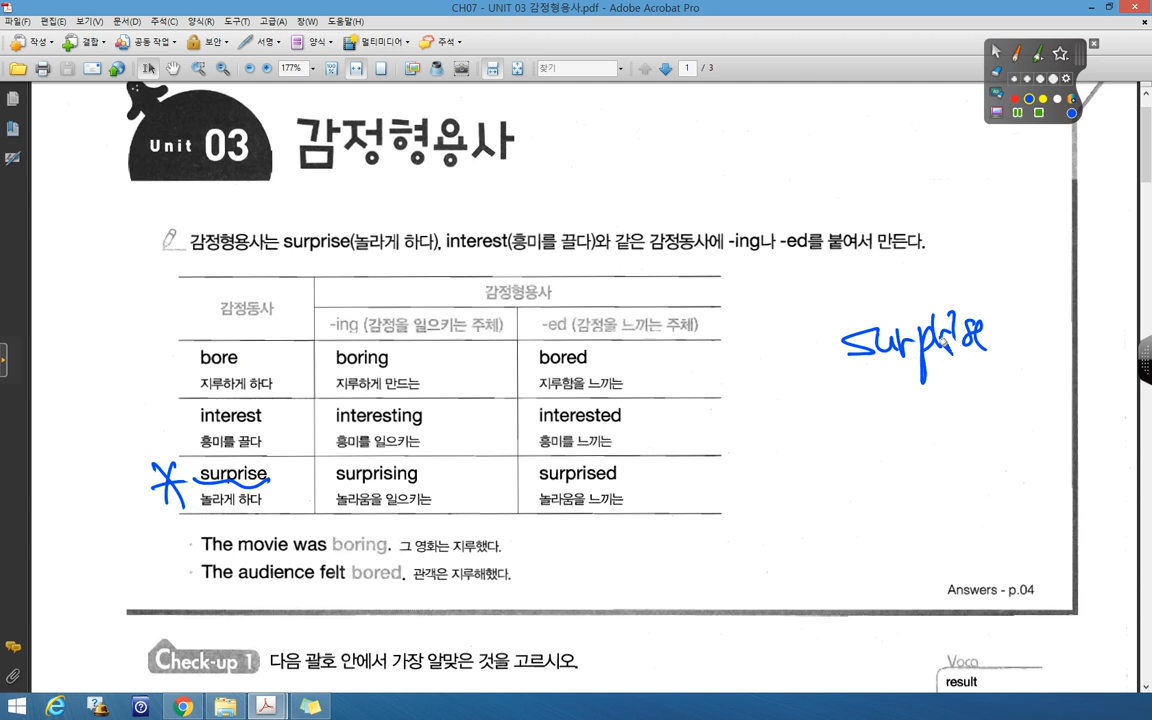 CH07 - UNIT 03 감정형용사.pdf - Adobe Acrobat Pro
파일(F) 편집(E) 보기(V) 문서(D) 주석(C) 양식(R) 도구(T) 고급(A) 창(W) 도움말(H)
작성 결합 공동 작업 보안 서명 양식 멀티미디어 주석
177% 찾기 1 / 3
Unit 03 감정형용사
감정형용사는 surprise(놀라게 하다), interest(흥미를 끌다)와 같은 감정동사에 -ing나 -ed를 붙여서 만든다.
감정동사 감정형용사
-ing (감정을 일으키는 주체) -ed (감정을 느끼는 주체)
bore boring bored
지루하게 하다 지루하게 만드는 지루함을 느끼는
interest interesting interested
흥미를 끌다 흥미를 일으키는 흥미를 느끼는
surprise surprising surprised
놀라게 하다 놀라움을 일으키는 놀라움을 느끼는
surprise
· The movie was boring. 그 영화는 지루했다.
· The audience felt bored. 관객은 지루해했다.
Answers - p.04
Check-up 1 다음 괄호 안에서 가장 알맞은 것을 고르시오.
Voca
result